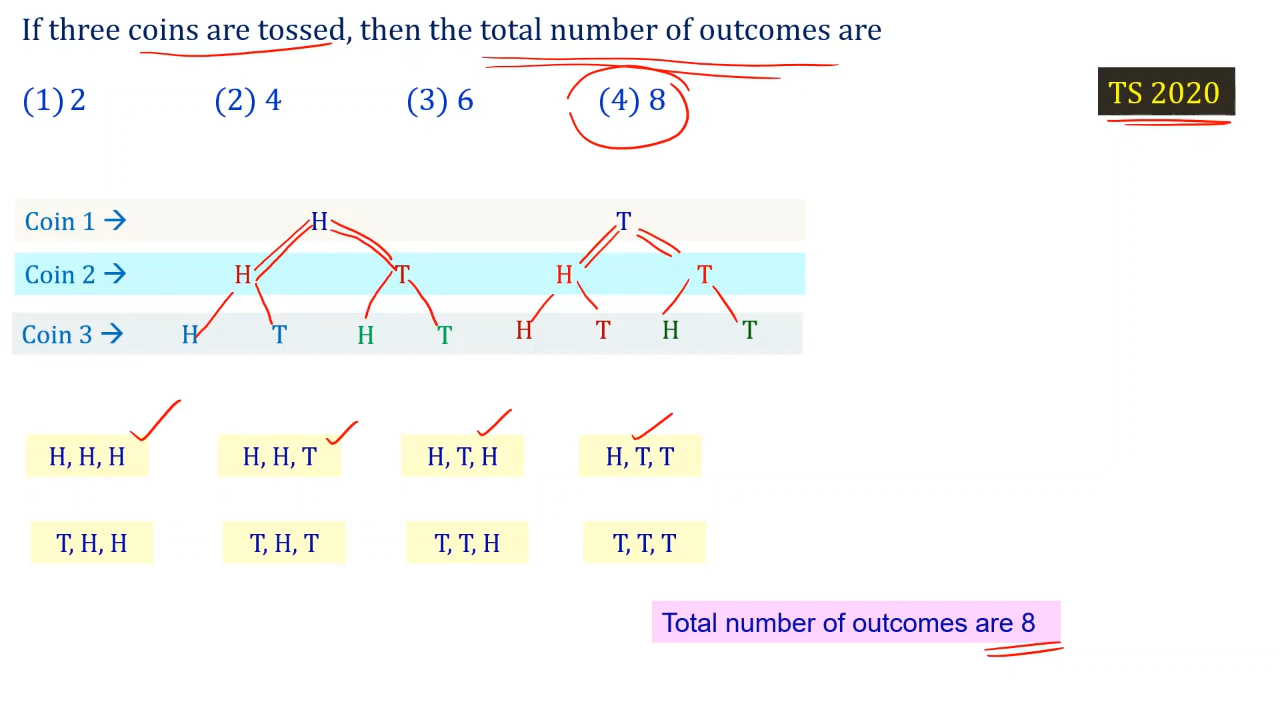 If three coins are tossed, then the total number of outcomes are
(1) 2 (2) 4 (3) 6 (4) 8
TS 2020
Coin 1 → H T
Coin 2 → H T H T
Coin 3 → H T H T H T H T
H, H, H H, H, T H, T, H H, T, T
T, H, H T, H, T T, T, H T, T, T
Total number of outcomes are 8